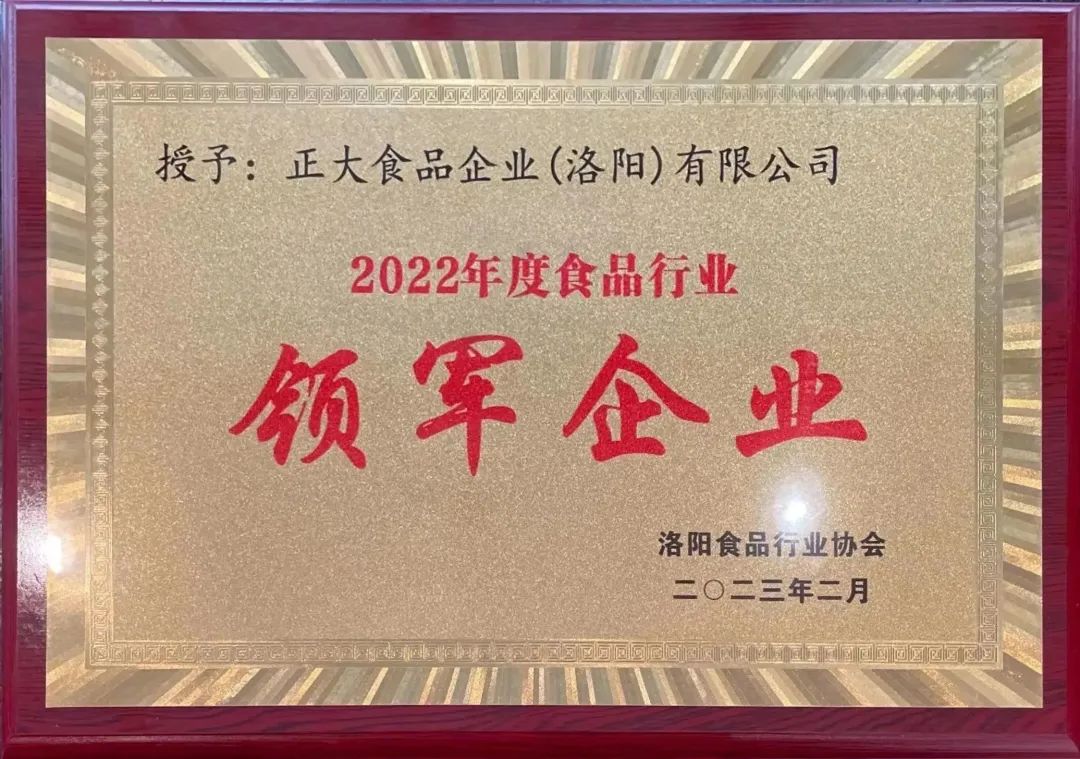 授予：正大食品企业(洛阳)有限公司
2022年度食品行业
领军企业
洛阳食品行业协会
二〇二三年二月